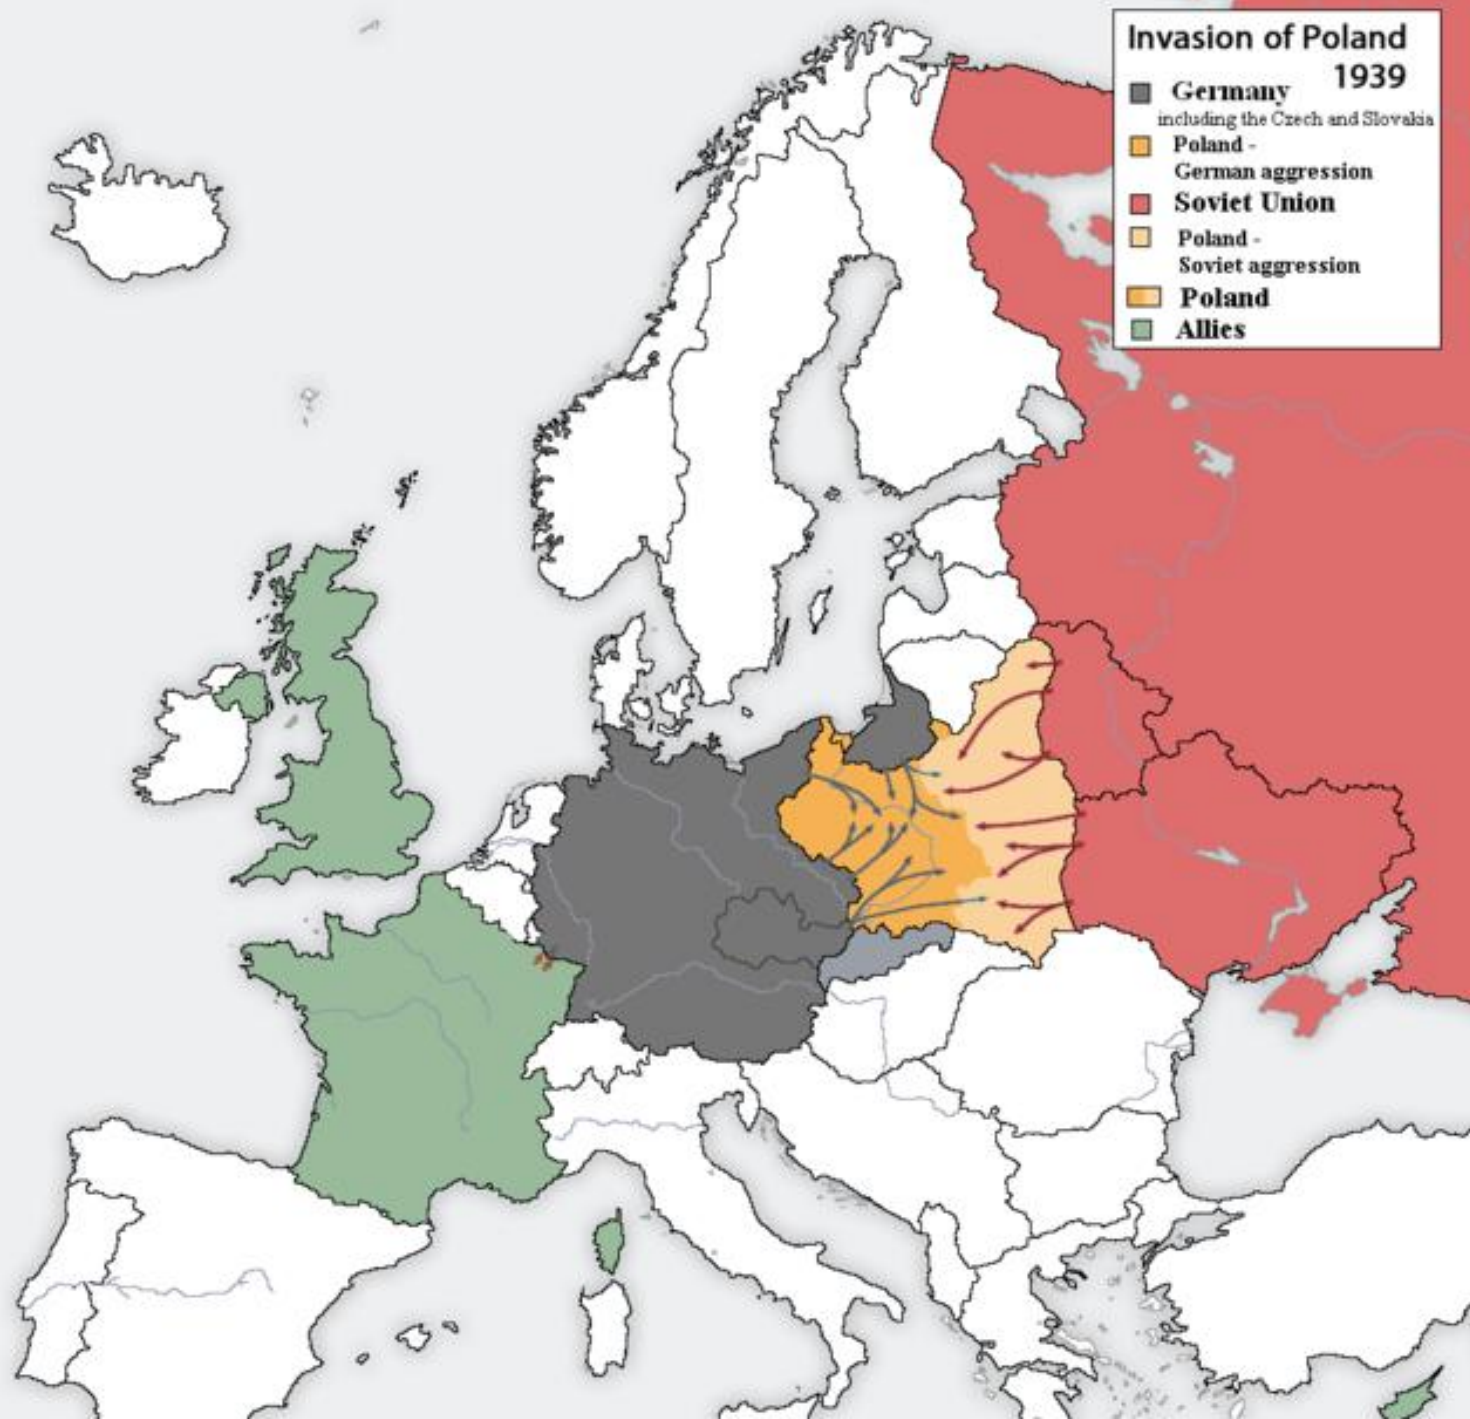 Invasion of Poland
1939
Germany
including the Czech and Slovakia
Poland -
German aggression
Soviet Union
Poland -
Soviet aggression
Poland
Allies